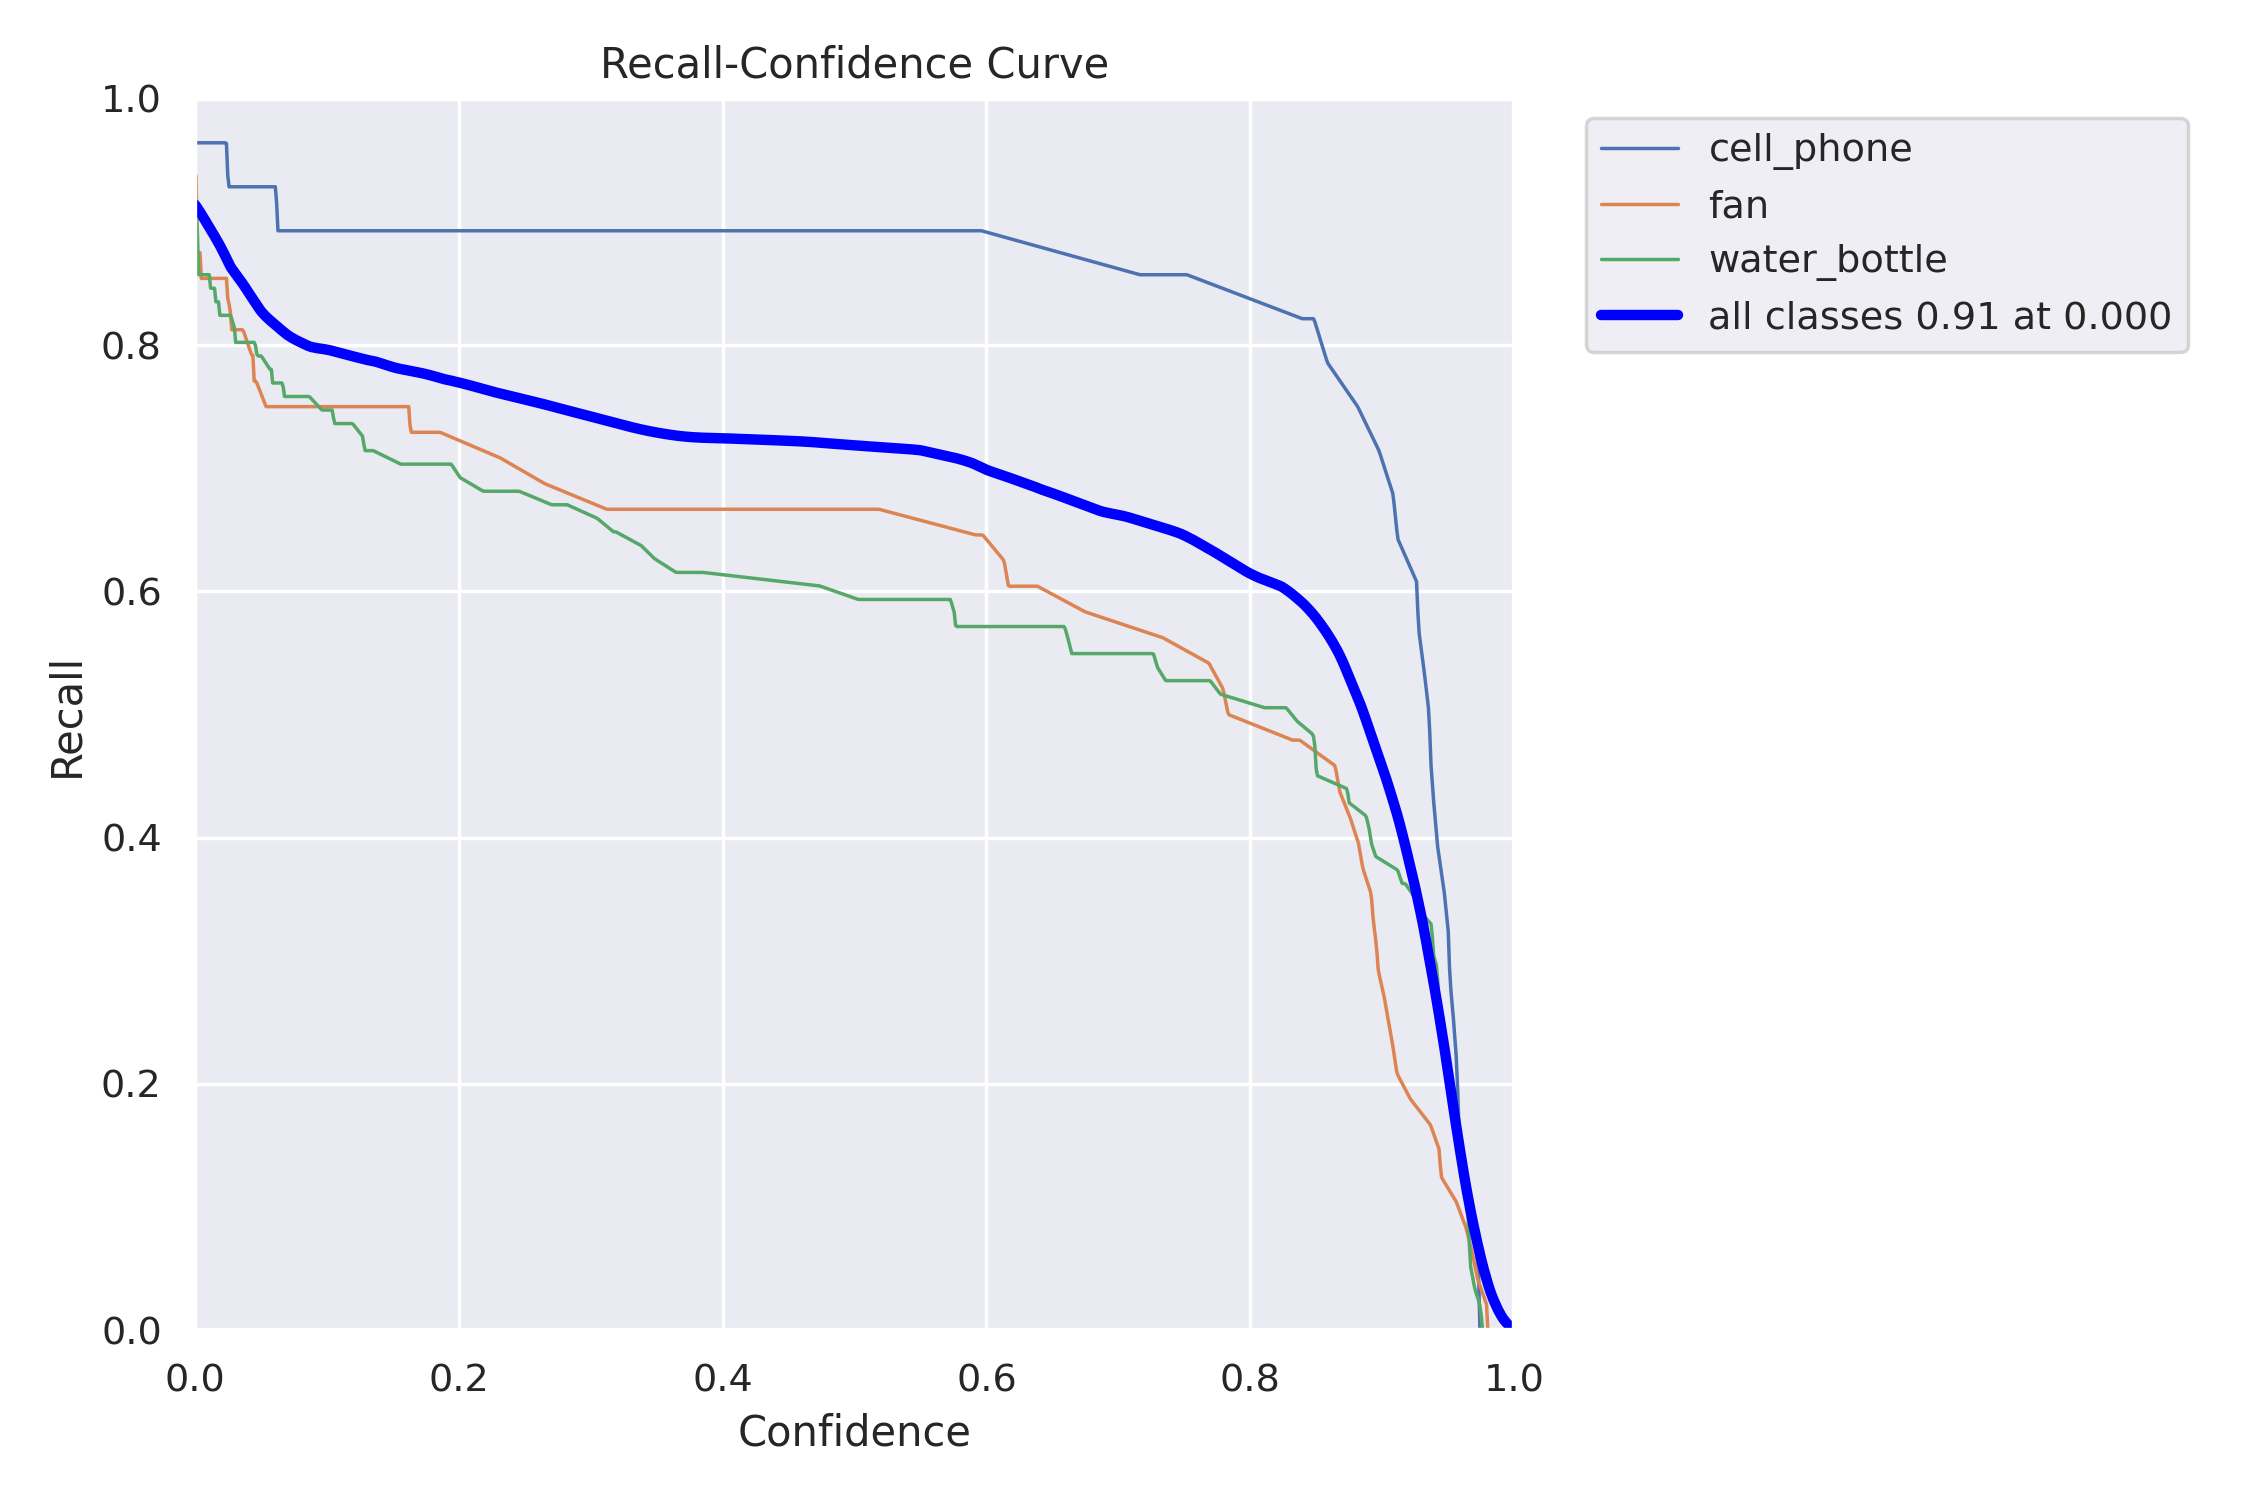 Recall-Confidence Curve
1.0
0.8
0.6
0.4
0.2
0.0
Recall
0.0 0.2 0.4 0.6 0.8 1.0
Confidence
cell_phone
fan
water_bottle
all classes 0.91 at 0.000